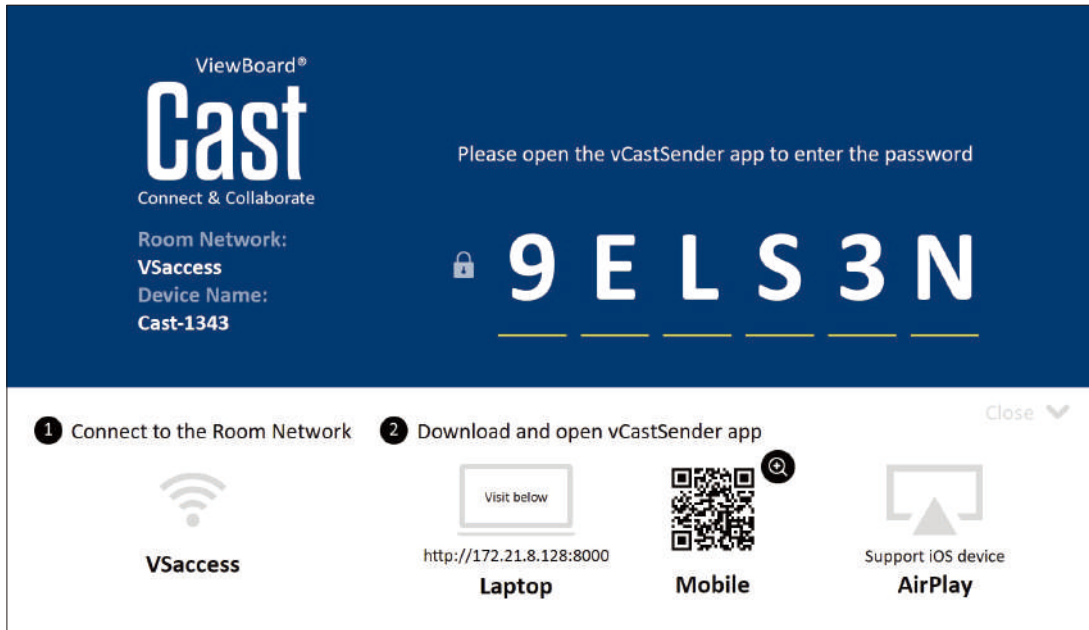 ViewBoard®
Cast
Connect & Collaborate
Room Network:
VSaccess
Device Name:
Cast-1343
Please open the vCastSender app to enter the password
9 E L S 3 N
Close
1 Connect to the Room Network
VSaccess
2 Download and open vCastSender app
Visit below
http://172.21.8.128:8000
Laptop
Mobile
Support iOS device
AirPlay